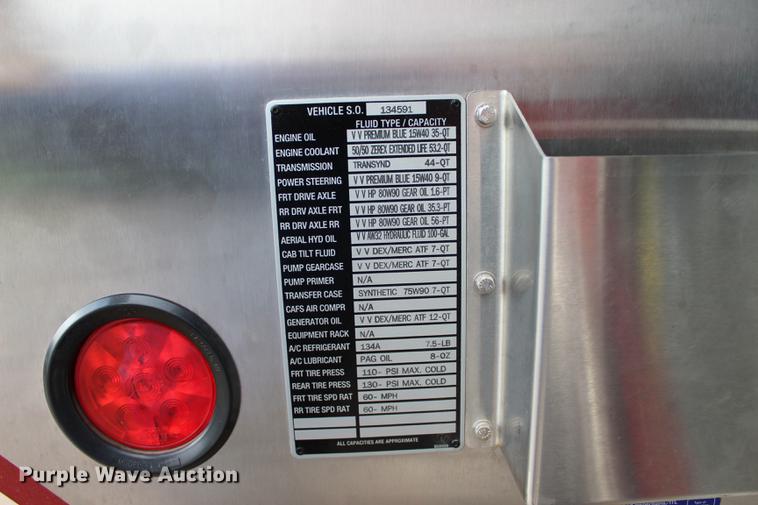 VEHICLE S.O. 134591
FLUID TYPE / CAPACITY
ENGINE OIL V V PREMIUM BLUE 15W40 35-QT
ENGINE COOLANT 50/50 ZEREX EXTENDED LIFE 53.2-QT
TRANSMISSION TRANSYND 44-QT
POWER STEERING V V PREMIUM BLUE 15W40 9-QT
FRT DRIVE AXLE V V HP 80W90 GEAR OIL 1.6-PT
RR DRV AXLE FRT V V HP 80W90 GEAR OIL 35.3-PT
RR DRV AXLE RR V V HP 80W90 GEAR OIL 56-PT
AERIAL HYD OIL V V AW32 HYDRAULIC FLUID 100-GAL
CAB TILT FLUID V V DEX/MERC ATF 7-QT
PUMP GEARCASE V V DEX/MERC ATF 7-QT
PUMP PRIMER N/A
TRANSFER CASE SYNTHETIC 75W90 7-QT
CAFS AIR COMPR N/A
GENERATOR OIL V V DEX/MERC ATF 12-QT
EQUIPMENT RACK N/A
A/C REFRIGERANT 134A 7.5-LB
A/C LUBRICANT PAG OIL 8-OZ
FRT TIRE PRESS 110- PSI MAX. COLD
REAR TIRE PRESS 130- PSI MAX. COLD
FRT TIRE SPD RAT 60- MPH
RR TIRE SPD RAT 60- MPH
ALL CAPACITIES ARE APPROXIMATE
Purple Wave Auction